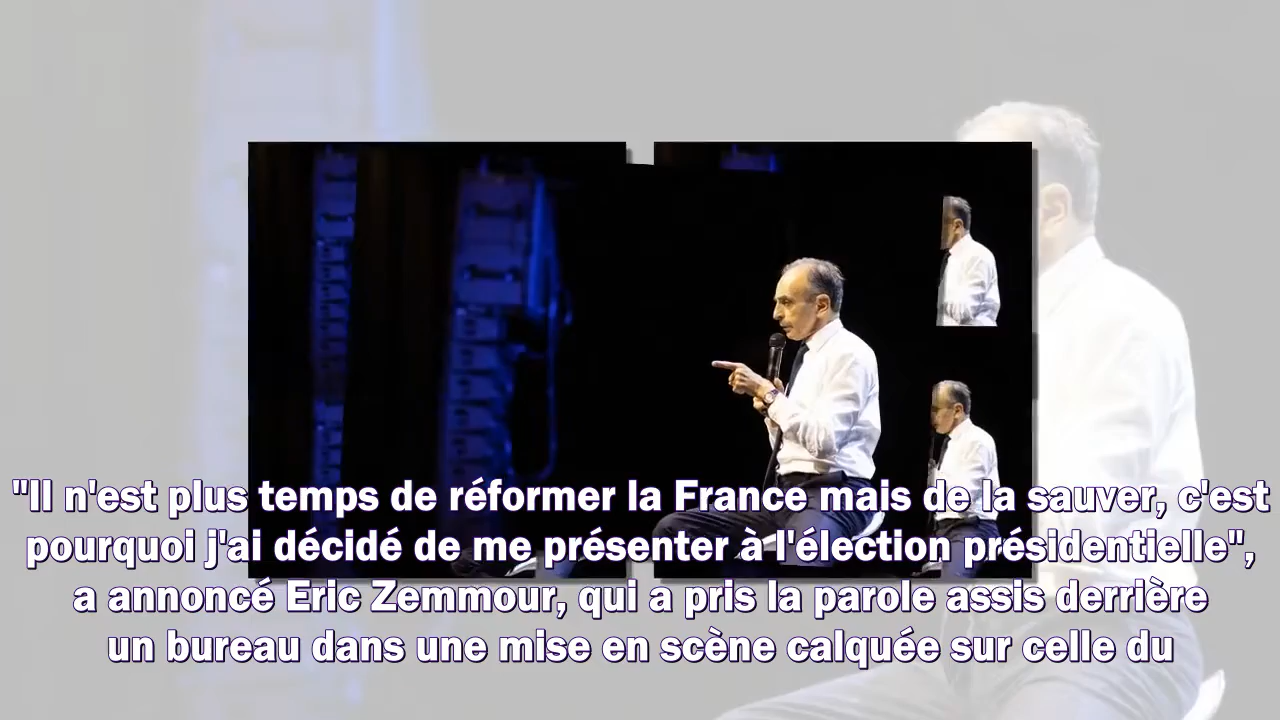 "Il n'est plus temps de réformer la France mais de la sauver, c'est
pourquoi j'ai décidé de me présenter à l'élection présidentielle",
a annoncé Eric Zemmour, qui a pris la parole assis derrière
un bureau dans une mise en scène calquée sur celle du